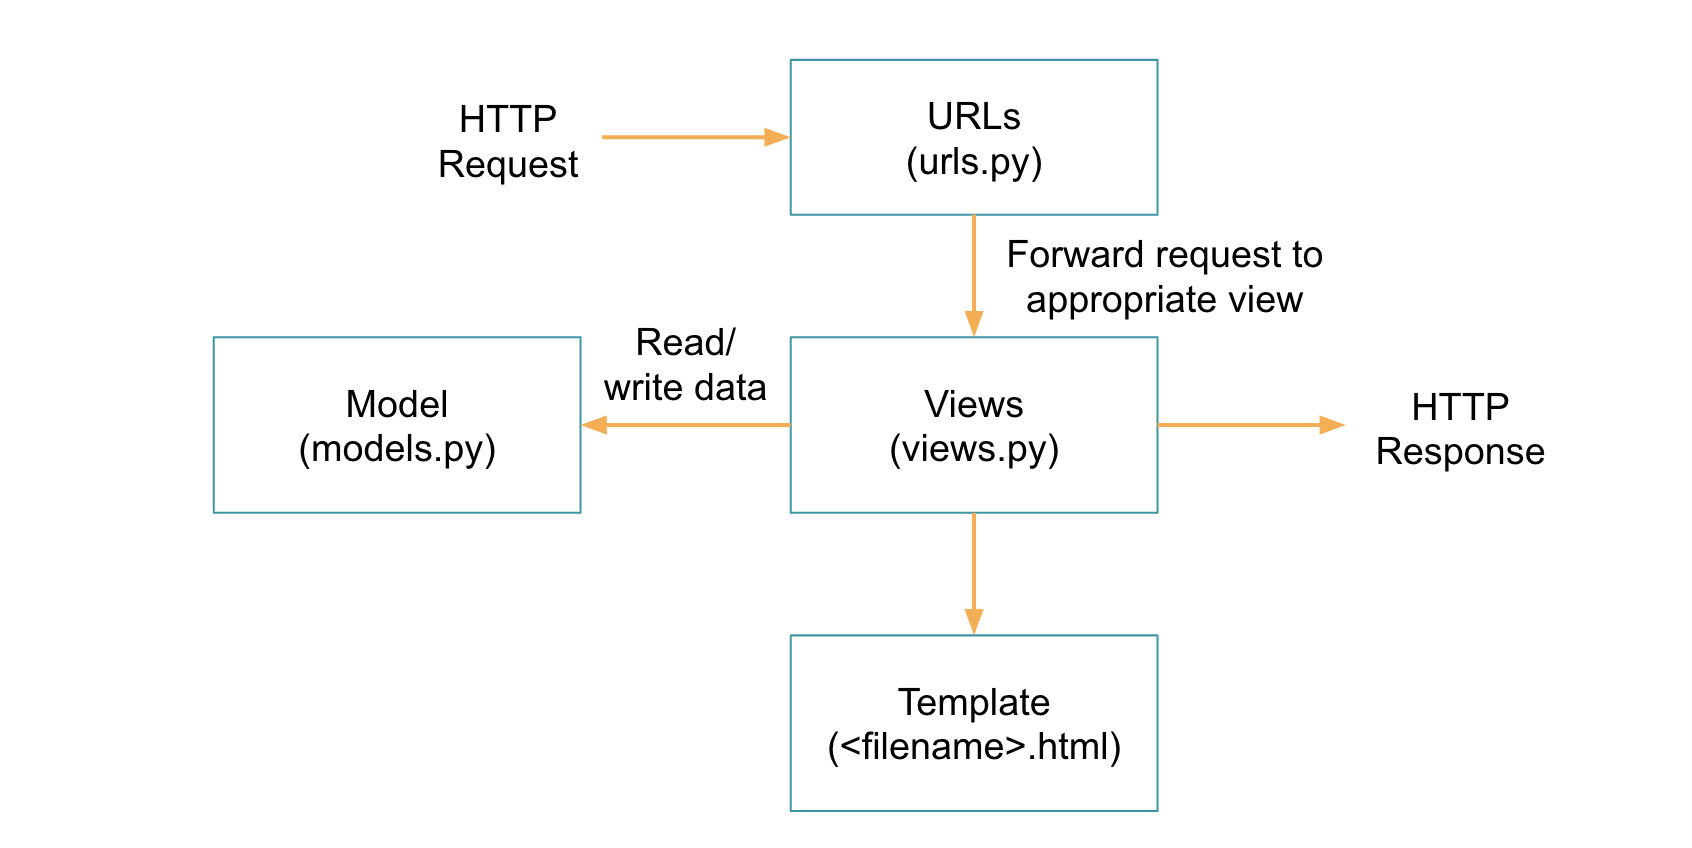 HTTP
Request
URLs
(urls.py)
Forward request to
appropriate view
Read/
write data
Model
(models.py)
Views
(views.py)
HTTP
Response
Template
(<filename>.html)